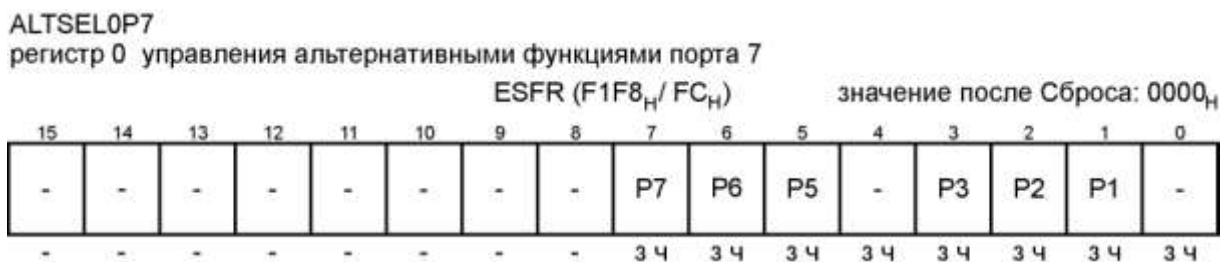 ALTSEL0P7
регистр 0 управления альтернативными функциями порта 7
ESFR (F1F8H/ FCH) значение после Сброса: 0000H
15 14 13 12 11 10 9 8 7 6 5 4 3 2 1 0
- - - - - - - - P7 P6 P5 - P3 P2 P1 -
- - - - - - - - З Ч З Ч З Ч З Ч З Ч З Ч З Ч З Ч